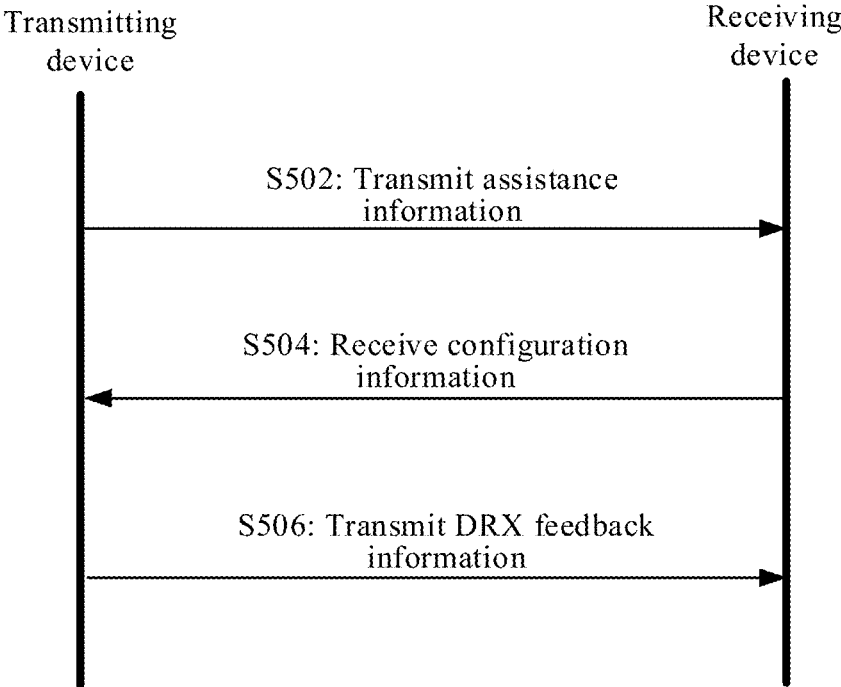 Transmitting
device
Receiving
device
S502: Transmit assistance
information
S504: Receive configuration
information
S506: Transmit DRX feedback
information